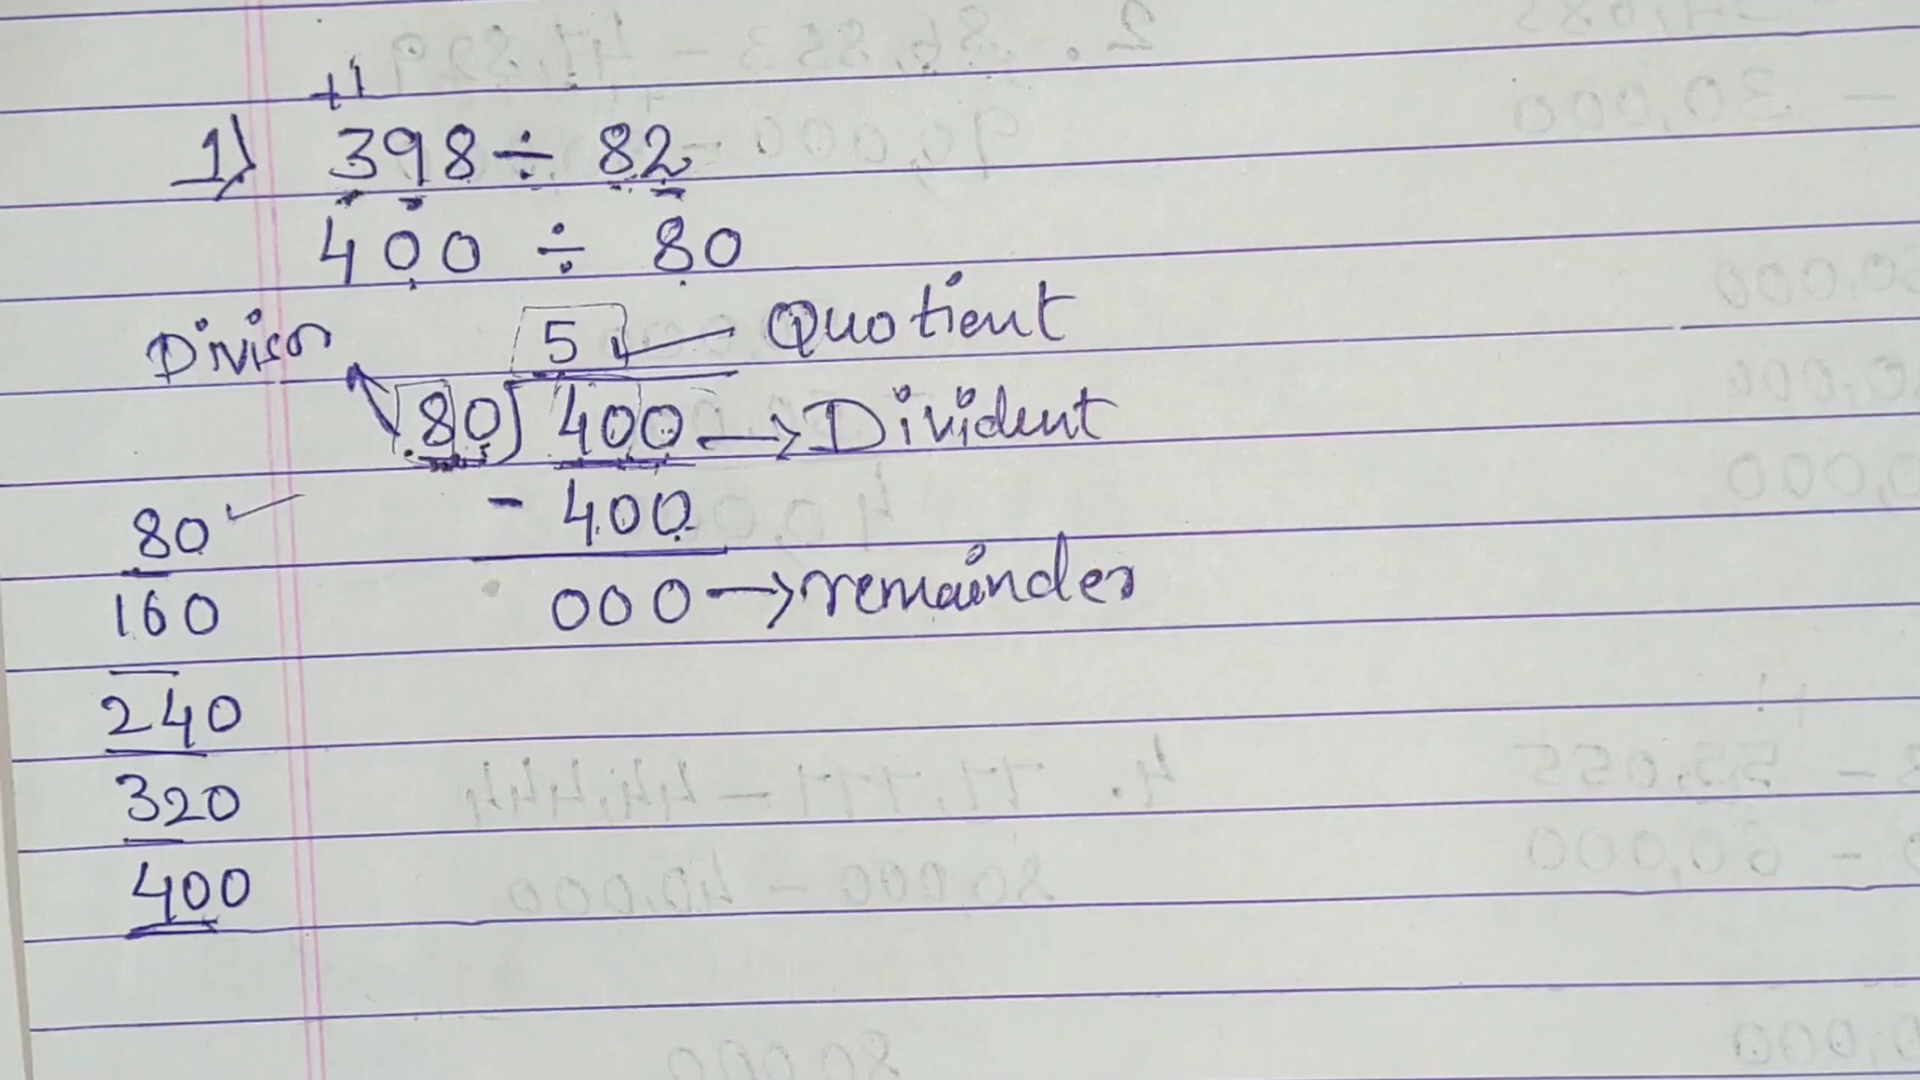 +1
1) 398 ÷ 82
400 ÷ 80
Divisor 5 Quotient
80) 400 → Divident
80 - 400
160 000 → remainder
240
320
400